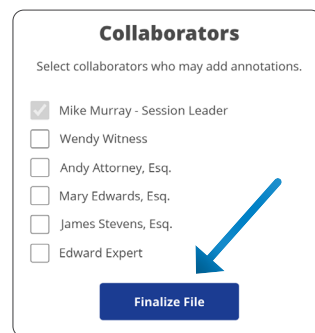 Collaborators
Select collaborators who may add annotations.
Mike Murray - Session Leader
Wendy Witness
Andy Attorney, Esq.
Mary Edwards, Esq.
James Stevens, Esq.
Edward Expert
Finalize File